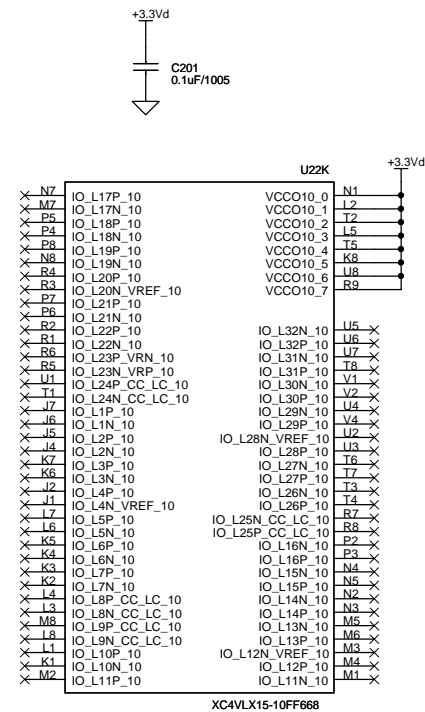 +3.3Vd
C201
0.1uF/1005
U22K
+3.3Vd
N7 IO_L17P_10
M7 IO_L17N_10
P5 IO_L18P_10
P4 IO_L18N_10
P8 IO_L19P_10
N8 IO_L19N_10
R4 IO_L20P_10
R3 IO_L20N_VREF_10
P7 IO_L21P_10
P6 IO_L21N_10
R2 IO_L22P_10
R1 IO_L22N_10
R6 IO_L23P_VRN_10
R5 IO_L23N_VRP_10
U1 IO_L24P_CC_LC_10
T1 IO_L24N_CC_LC_10
J7 IO_L1P_10
J6 IO_L1N_10
J5 IO_L2P_10
J4 IO_L2N_10
K7 IO_L3P_10
K6 IO_L3N_10
J2 IO_L4P_10
J1 IO_L4N_VREF_10
L7 IO_L5P_10
L6 IO_L5N_10
K5 IO_L6P_10
K4 IO_L6N_10
K3 IO_L7P_10
K2 IO_L7N_10
L4 IO_L8P_CC_LC_10
L3 IO_L8N_CC_LC_10
M8 IO_L9P_CC_LC_10
L8 IO_L9N_CC_LC_10
L1 IO_L10P_10
K1 IO_L10N_10
M2 IO_L11P_10
VCCO10_0 N1
VCCO10_1 L2
VCCO10_2 T2
VCCO10_3 L5
VCCO10_4 T5
VCCO10_5 K8
VCCO10_6 U8
VCCO10_7 R9
IO_L32N_10 U5
IO_L32P_10 U6
IO_L31N_10 U7
IO_L31P_10 T8
IO_L30N_10 V1
IO_L30P_10 V2
IO_L29N_10 U4
IO_L29P_10 V4
IO_L28N_VREF_10 U2
IO_L28P_10 U3
IO_L27N_10 T6
IO_L27P_10 T7
IO_L26N_10 T3
IO_L26P_10 T4
IO_L25N_CC_LC_10 R7
IO_L25P_CC_LC_10 R8
IO_L16N_10 P2
IO_L16P_10 P3
IO_L15N_10 N4
IO_L15P_10 N5
IO_L14N_10 N2
IO_L14P_10 N3
IO_L13N_10 M5
IO_L13P_10 M6
IO_L12N_VREF_10 M3
IO_L12P_10 M4
IO_L11N_10 M1
XC4VLX15-10FF668